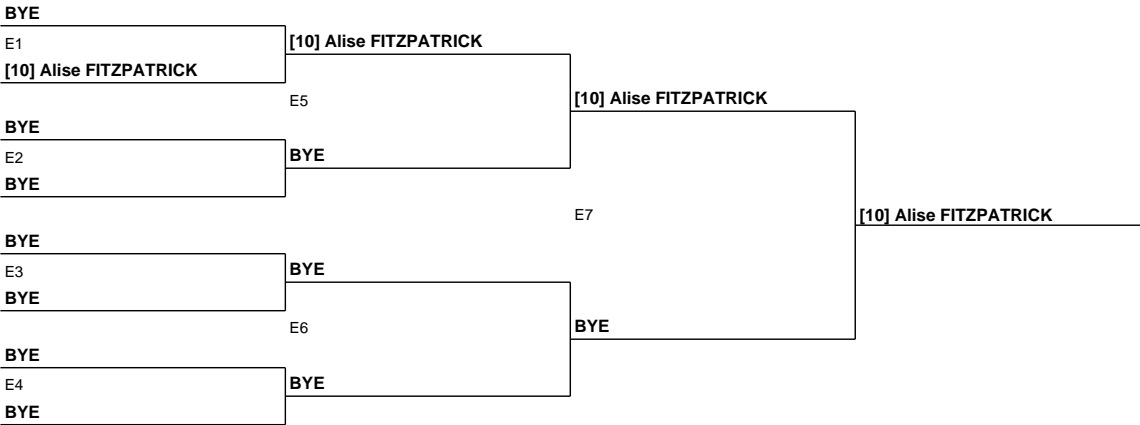 BYE
E1
[10] Alise FITZPATRICK
[10] Alise FITZPATRICK
E5
[10] Alise FITZPATRICK
BYE
E2
BYE
BYE
E7
[10] Alise FITZPATRICK
BYE
E3
BYE
BYE
E6
BYE
BYE
E4
BYE
BYE